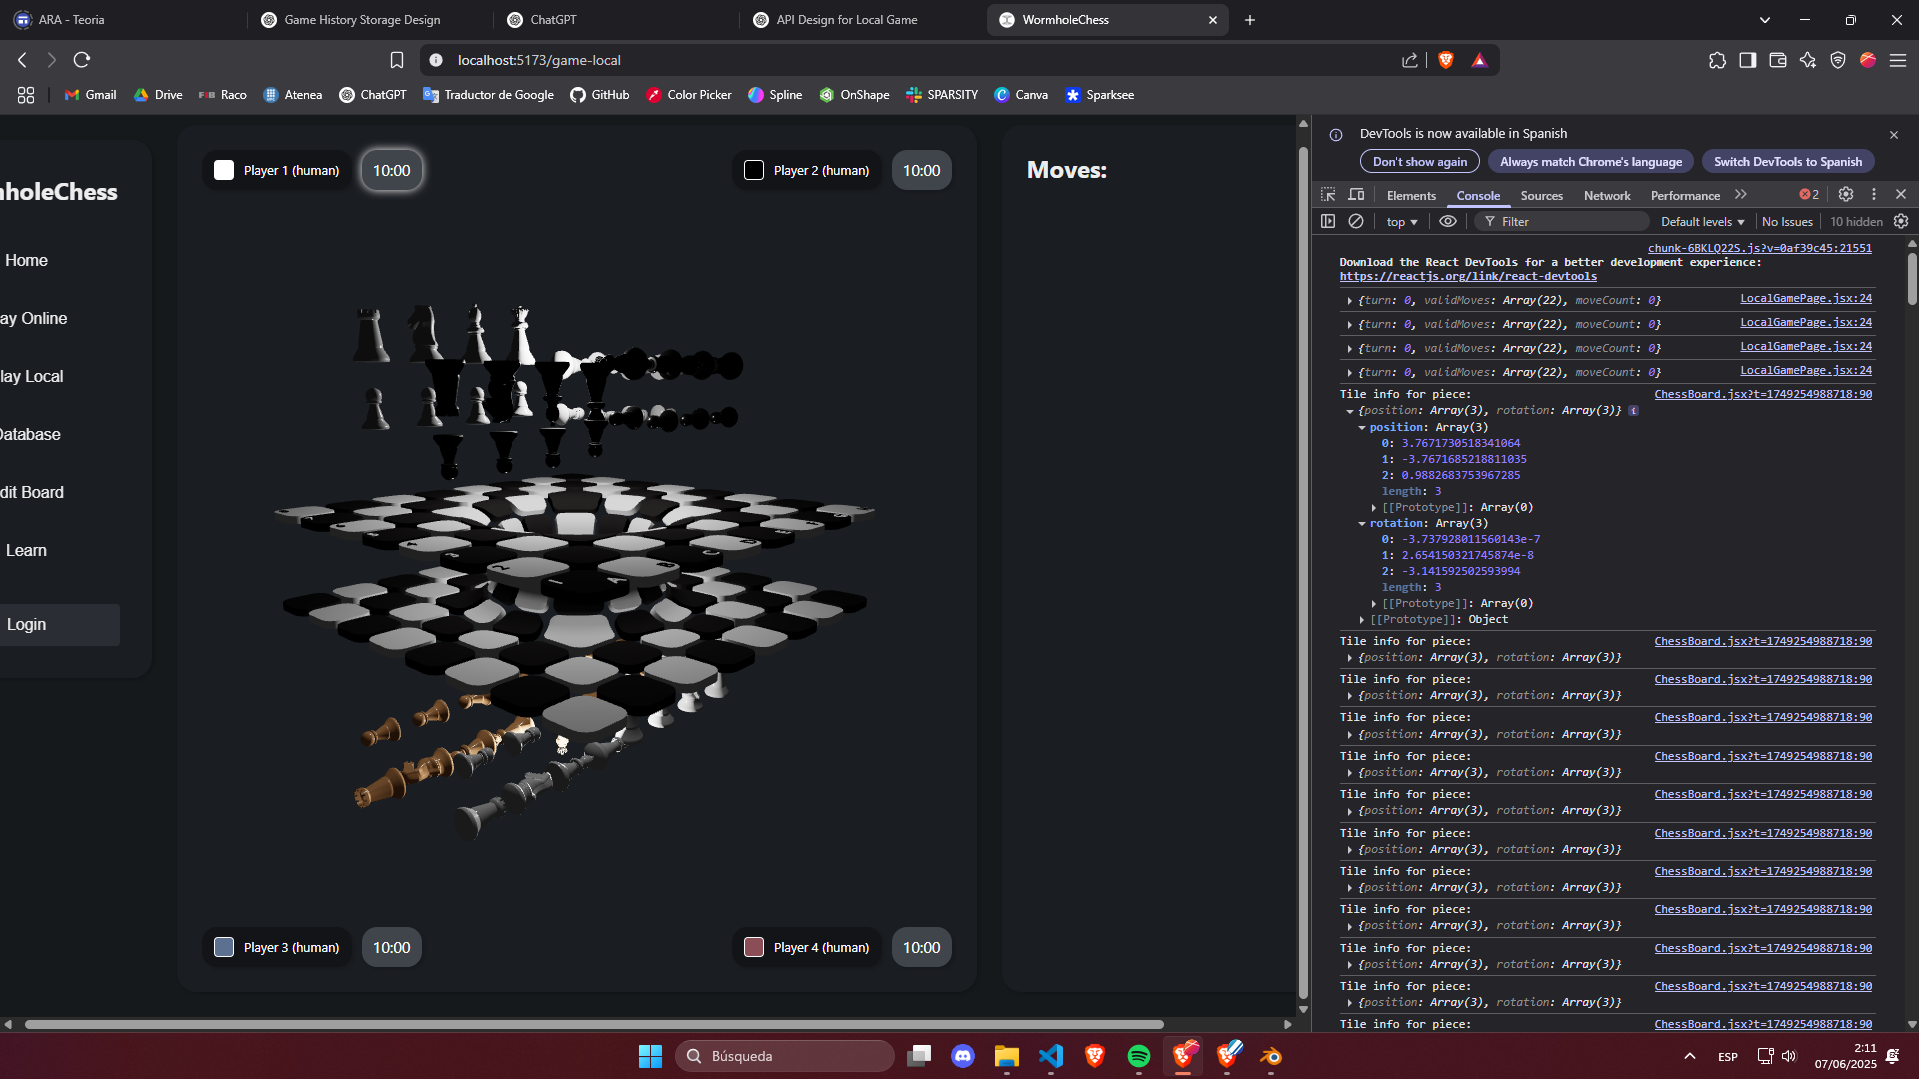 ARA - Teoria
Game History Storage Design
ChatGPT
API Design for Local Game
WormholeChess
localhost:5173/game-local
Gmail
Drive
FIB Raco
Atenea
ChatGPT
Traductor de Google
GitHub
Color Picker
Spline
OnShape
SPARSITY
Canva
Sparksee
mholeChess
Home
ay Online
lay Local
Database
dit Board
Learn
Login
Player 1 (human) 10:00
Player 2 (human) 10:00
Player 3 (human) 10:00
Player 4 (human) 10:00
Moves:
DevTools is now available in Spanish
Don't show again
Always match Chrome's language
Switch DevTools to Spanish
Elements
Console
Sources
Network
Performance
2
top
Filter
Default levels
No Issues
10 hidden
chunk-6BKLQ22S.js?v=0af39c45:21551
Download the React DevTools for a better development experience:
https://reactjs.org/link/react-devtools
{turn: 0, validMoves: Array(22), moveCount: 0} LocalGamePage.jsx:24
{turn: 0, validMoves: Array(22), moveCount: 0} LocalGamePage.jsx:24
{turn: 0, validMoves: Array(22), moveCount: 0} LocalGamePage.jsx:24
{turn: 0, validMoves: Array(22), moveCount: 0} LocalGamePage.jsx:24
Tile info for piece: ChessBoard.jsx?t=1749254988718:90
{position: Array(3), rotation: Array(3)}
position: Array(3)
0: 3.7671730518341064
1: -3.7671685218811035
2: 0.9882683753967285
length: 3
[[Prototype]]: Array(0)
rotation: Array(3)
0: -3.737928011560143e-7
1: 2.654150321745874e-8
2: -3.141592502593994
length: 3
[[Prototype]]: Array(0)
[[Prototype]]: Object
Tile info for piece: ChessBoard.jsx?t=1749254988718:90
{position: Array(3), rotation: Array(3)}
Tile info for piece: ChessBoard.jsx?t=1749254988718:90
{position: Array(3), rotation: Array(3)}
Tile info for piece: ChessBoard.jsx?t=1749254988718:90
{position: Array(3), rotation: Array(3)}
Tile info for piece: ChessBoard.jsx?t=1749254988718:90
{position: Array(3), rotation: Array(3)}
Tile info for piece: ChessBoard.jsx?t=1749254988718:90
{position: Array(3), rotation: Array(3)}
Tile info for piece: ChessBoard.jsx?t=1749254988718:90
{position: Array(3), rotation: Array(3)}
Tile info for piece: ChessBoard.jsx?t=1749254988718:90
{position: Array(3), rotation: Array(3)}
Tile info for piece: ChessBoard.jsx?t=1749254988718:90
{position: Array(3), rotation: Array(3)}
Tile info for piece: ChessBoard.jsx?t=1749254988718:90
{position: Array(3), rotation: Array(3)}
Tile info for piece: ChessBoard.jsx?t=1749254988718:90
{position: Array(3), rotation: Array(3)}
Tile info for piece: ChessBoard.jsx?t=1749254988718:90
Búsqueda
ESP
2:11
07/06/2025